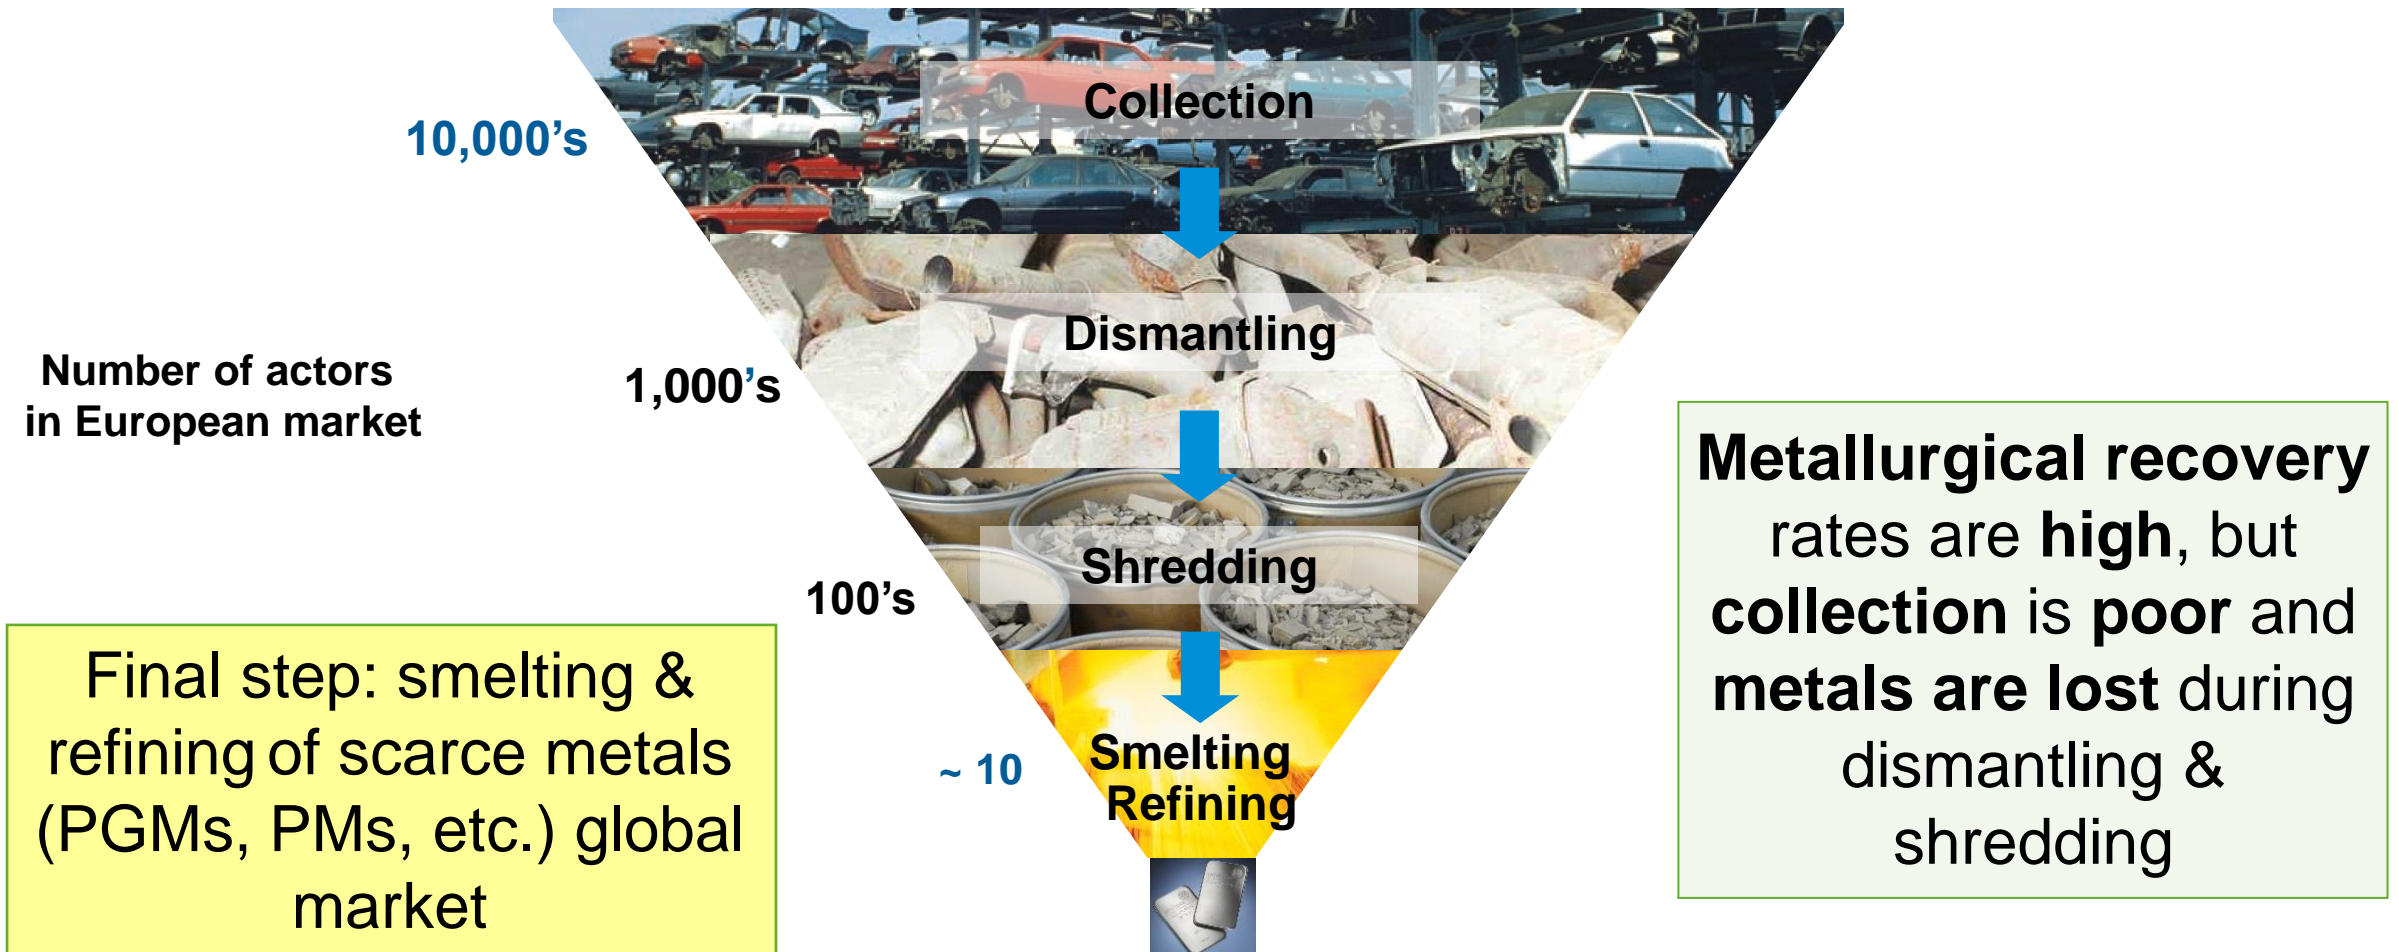 Collection
10,000’s
Dismantling
Number of actors
in European market
1,000’s
Shredding
100’s
Smelting
Refining
~ 10
Final step: smelting &
refining of scarce metals
(PGMs, PMs, etc.) global
market
Metallurgical recovery
rates are high, but
collection is poor and
metals are lost during
dismantling &
shredding